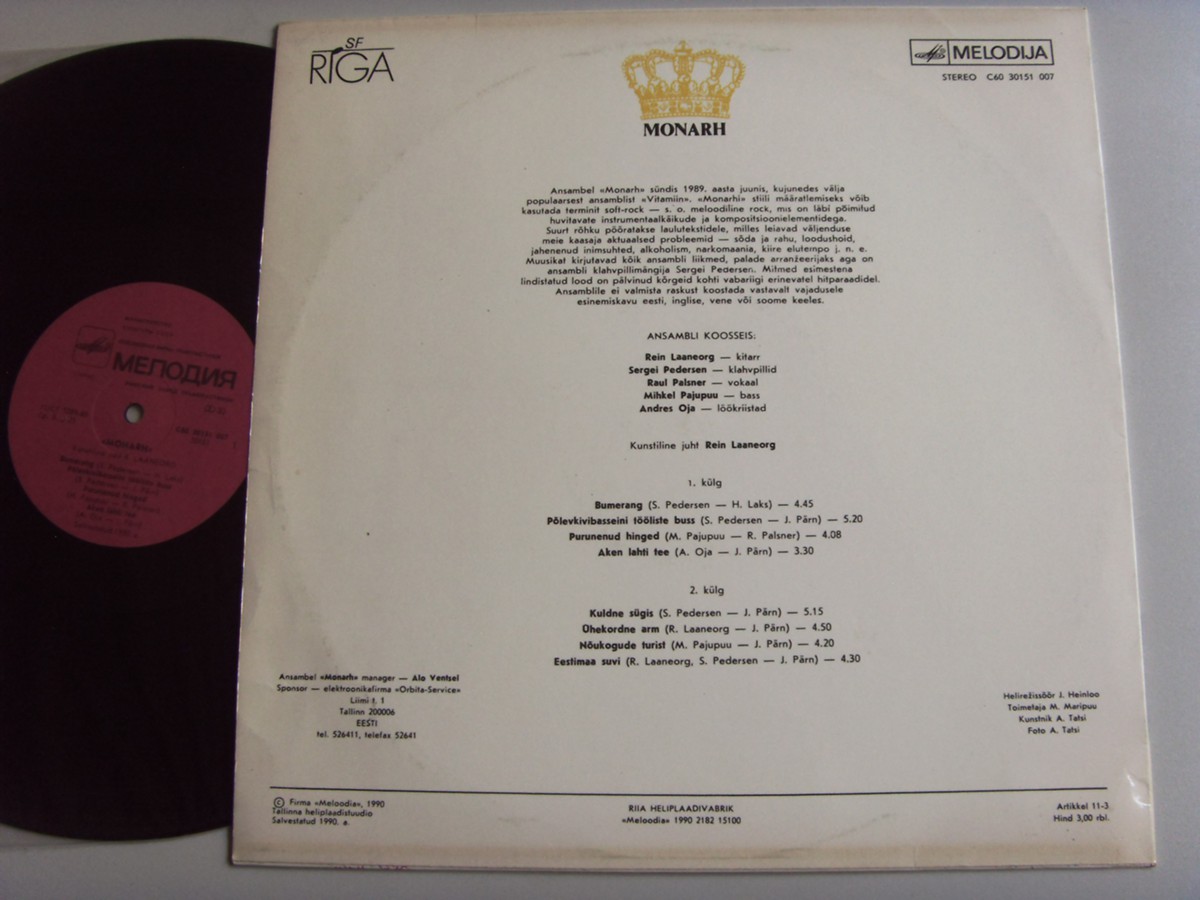 SF
RĪGA
MELODIJA
STEREO C60 30151 007
MONARH
Ansambel «Monarh» sündis 1989. aasta juunis, kujunedes välja
populaarsest ansamblist «Vitamiin». «Monarhi» stiili määratlemiseks võib
kasutada terminit soft-rock — s. o. meloodiline rock, mis on läbi põimitud
huvitavate instrumentaalkäikude ja kompositsioonielementidega.
Suurt rõhku pööratakse laulutekstidele, milles leiavad väljenduse
meie kaasaja aktuaalsed probleemid — sõda ja rahu, loodushoid,
jahenenud inimsuhted, alkoholism, narkomaania, kiire elutempo j. n. e.
Muusikat kirjutavad kõik ansambli liikmed, palade arranžeerijaks aga on
ansambli klahvpillimängija Sergei Pedersen. Mitmed esimestena
lindistatud lood on pälvinud kõrgeid kohti vabariigi erinevatel hitparaadidel.
Ansamblile ei valmista raskust koostada vastavalt vajadusele
esinemiskavu eesti, inglise, vene või soome keeles.
ANSAMBLI KOOSSEIS:
Rein Laaneorg — kitarr
Sergei Pedersen — klahvpillid
Raul Palsner — vokaal
Mihkel Pajupuu — bass
Andres Oja — löökriistad
Kunstiline juht Rein Laaneorg
1. külg
Bumerang (S. Pedersen — H. Laks) — 4.45
Põlevkivibasseini tööliste buss (S. Pedersen — J. Pärn) — 5.20
Purunenud hinged (M. Pajupuu — R. Palsner) — 4.08
Aken lahti tee (A. Oja — J. Pärn) — 3.30
2. külg
Kuldne sügis (S. Pedersen — J. Pärn) — 5.15
Ühekordne arm (R. Laaneorg — J. Pärn) — 4.50
Nõukogude turist (M. Pajupuu — J. Pärn) — 4.20
Eestimaa suvi (R. Laaneorg, S. Pedersen — J. Pärn) — 4.30
Ansambel «Monarh» manager — Alo Ventsel
Sponsor — elektroonikafirma «Orbita-Service»
Liimi t. 1
Tallinn 200006
EESTI
tel. 526411, telefax 52641
Helirežissöör J. Heinloo
Toimetaja M. Maripuu
Kunstnik A. Tatsi
Foto A. Tatsi
© Firma «Meloodia», 1990
Tallinna heliplaadistuudio
Salvestatud 1990. a.
RIIA HELIPLAADIVABRIK
«Meloodia» 1990 2182 15100
Artikkel 11-3
Hind 3,00 rbl.
МЕЛОДИЯ
«MONARH»